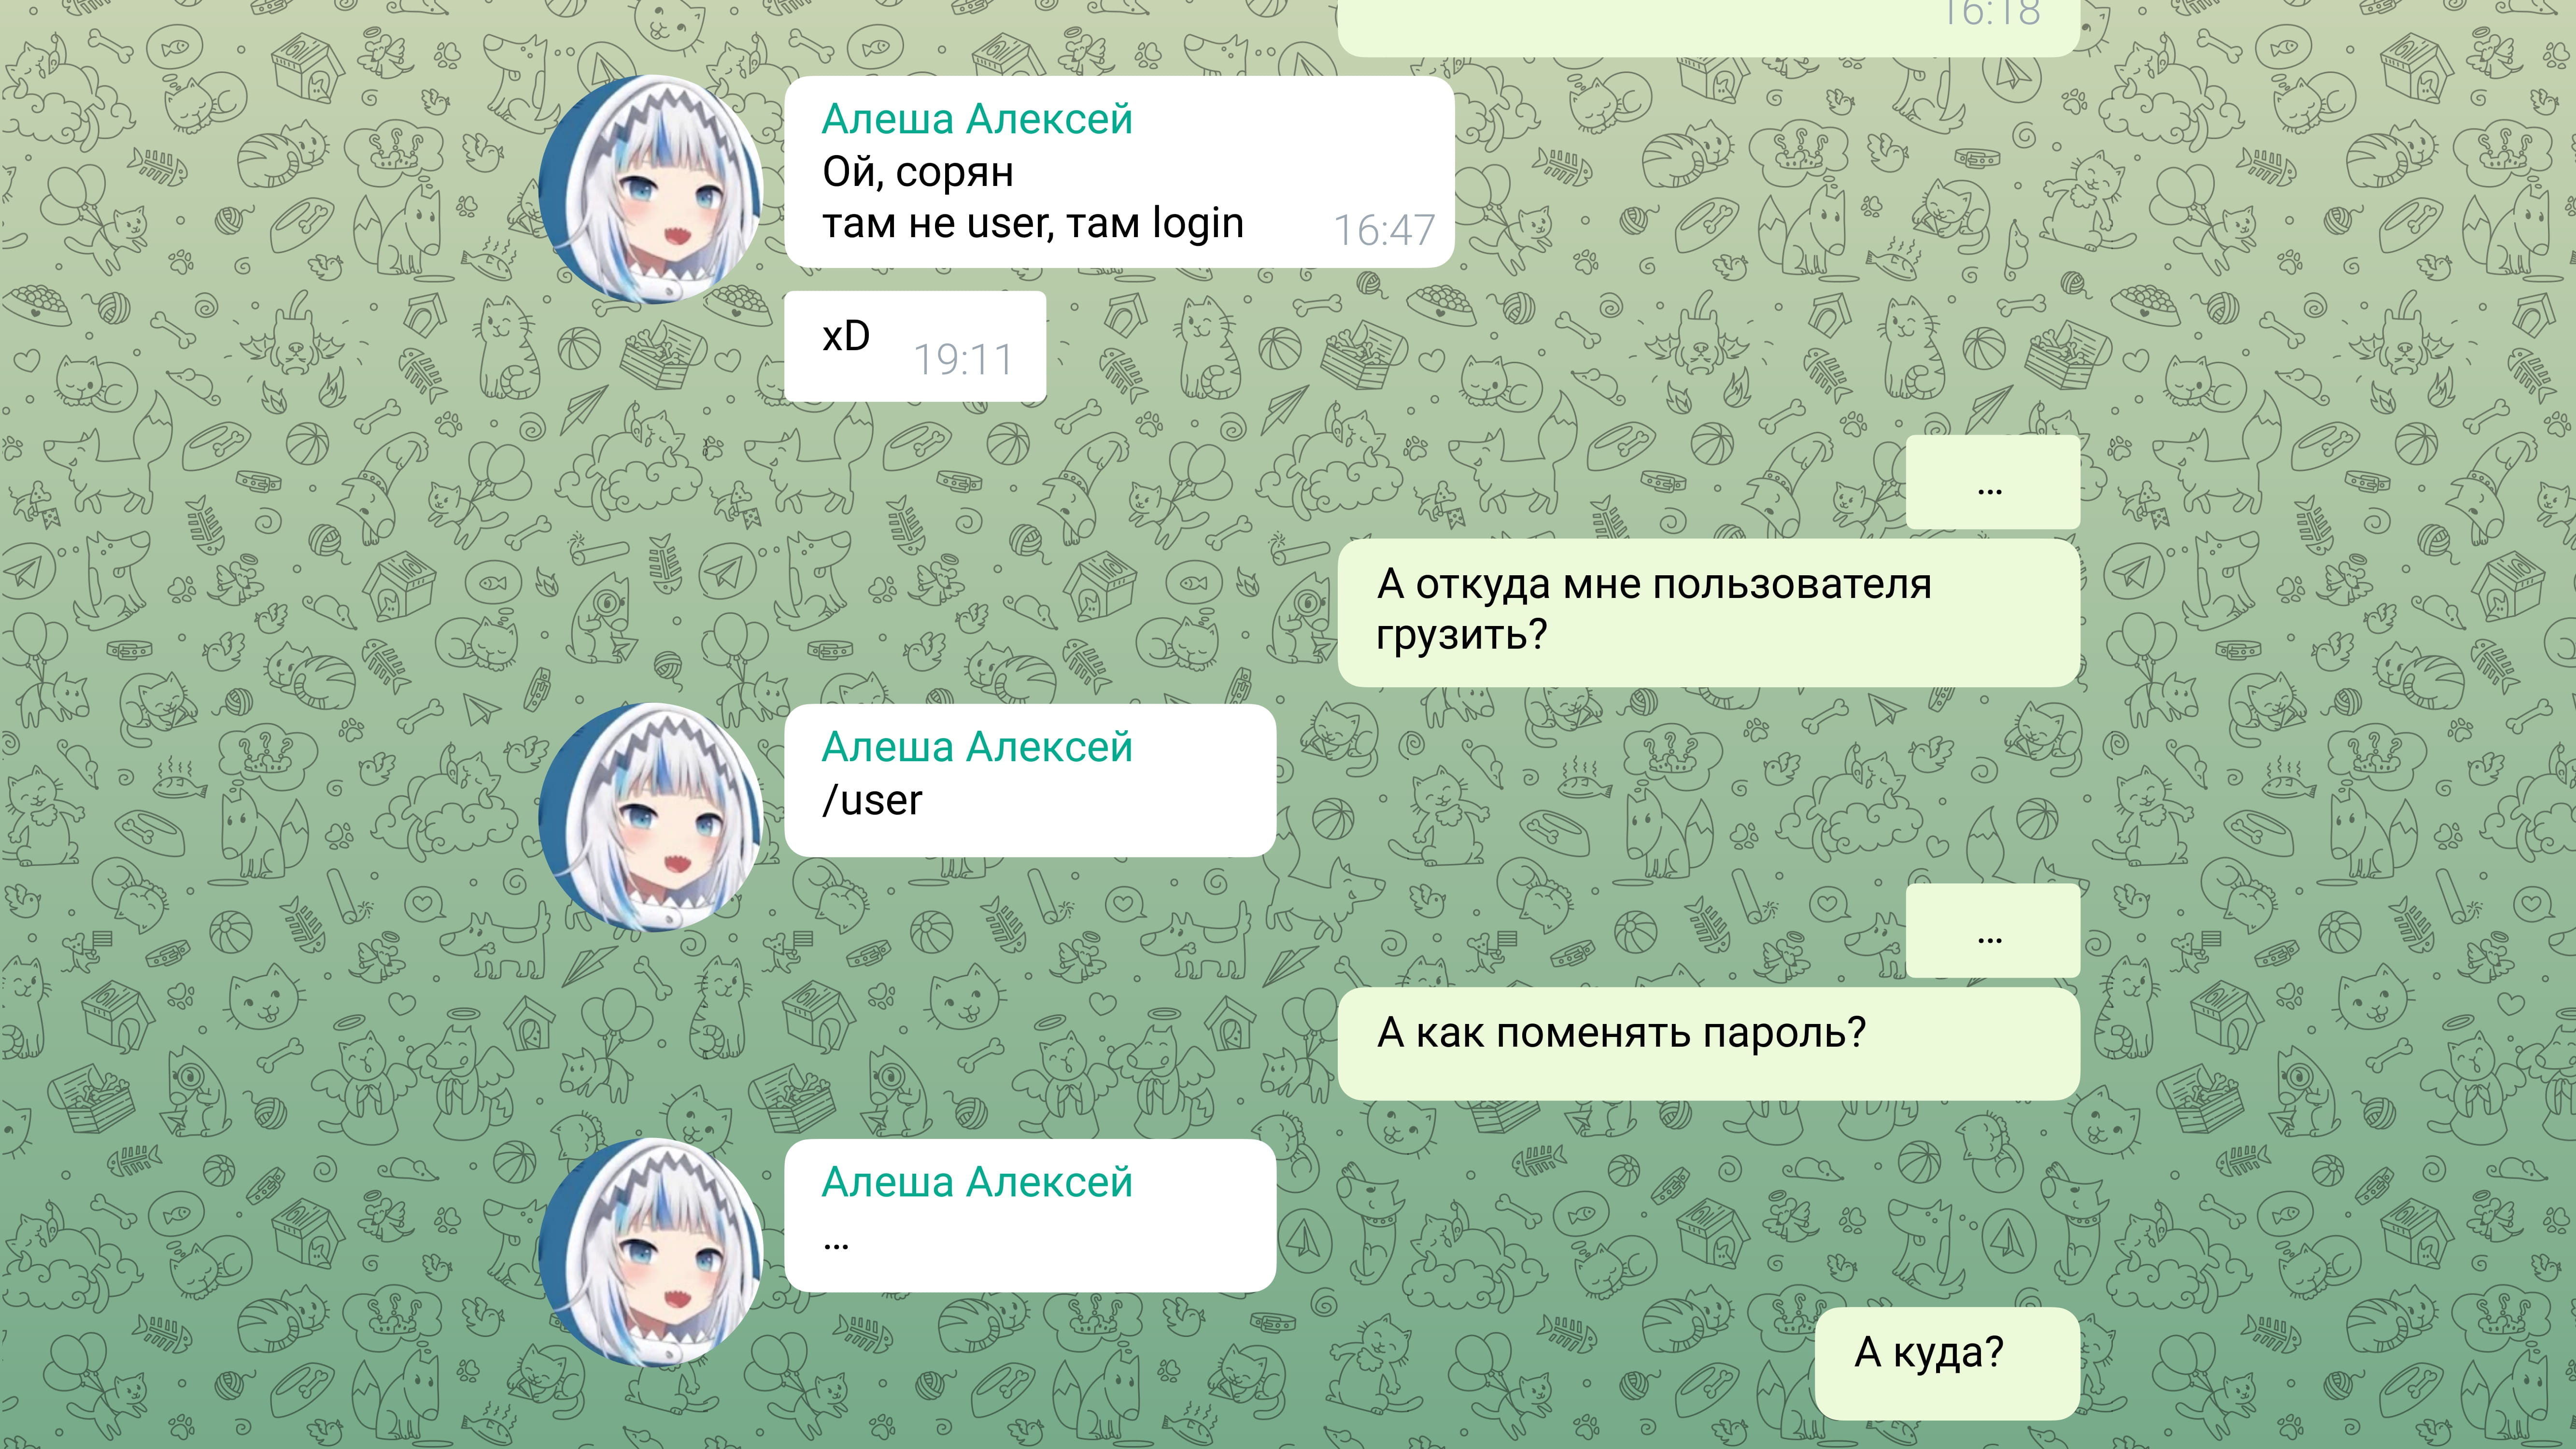 16:18
Алеша Алексей
Ой, сорян
там не user, там login
16:47
xD
19:11
...
А откуда мне пользователя
грузить?
Алеша Алексей
/user
...
А как поменять пароль?
Алеша Алексей
...
А куда?